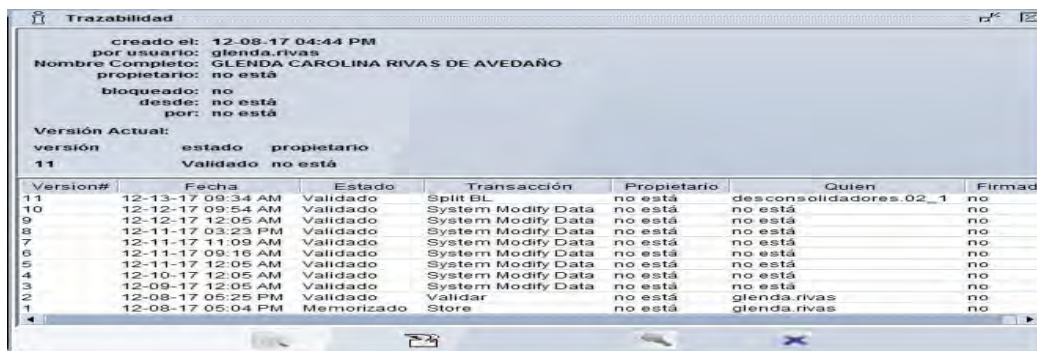 Trazabilidad
creado el: 12-08-17 04:44 PM
por usuario: glenda.rivas
Nombre Completo: GLENDA CAROLINA RIVAS DE AVEDAÑO
propietario: no está
bloqueado: no
desde: no está
por: no está
Versión Actual:
versión estado propietario
11 Validado no está
Version# Fecha Estado Transacción Propietario Quien Firmad
11 12-13-17 09:34 AM Validado Split BL no está desconsolidadores.02_1 no
10 12-12-17 09:54 AM Validado System Modify Data no está no está no
9 12-12-17 12:05 AM Validado System Modify Data no está no está no
8 12-11-17 03:23 PM Validado System Modify Data no está no está no
7 12-11-17 11:09 AM Validado System Modify Data no está no está no
6 12-11-17 09:16 AM Validado System Modify Data no está no está no
5 12-11-17 12:05 AM Validado System Modify Data no está no está no
4 12-10-17 12:05 AM Validado System Modify Data no está no está no
3 12-09-17 12:05 AM Validado System Modify Data no está no está no
2 12-08-17 05:25 PM Validado Validar no está glenda.rivas no
1 12-08-17 05:04 PM Memorizado Store no está glenda.rivas no